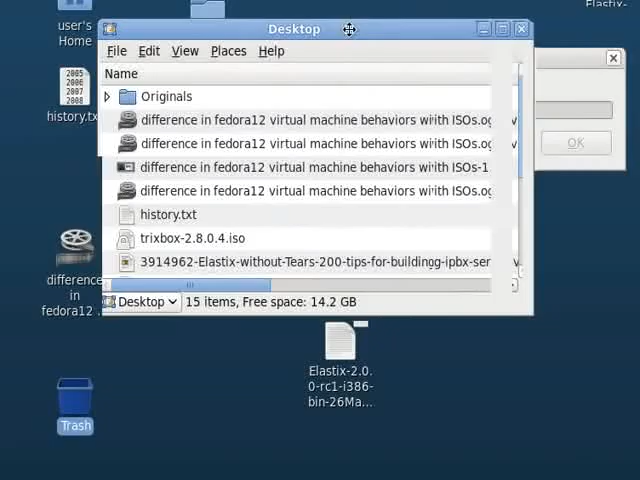 Elastix-
user's
Home
Desktop
File Edit View Places Help
Name
Originals
history.tx
difference in fedora12 virtual machine behaviors with ISOs.og
difference in fedora12 virtual machine behaviors with ISOs.og
difference in fedora12 virtual machine behaviors with ISOs-1
difference in fedora12 virtual machine behaviors with ISOs.og
history.txt
trixbox-2.8.0.4.iso
3914962-Elastix-without-Tears-200-tips-for-building-ipbx-ser
Desktop 15 items, Free space: 14.2 GB
OK
2005
2006
2007
2008
difference
in
fedora12 ...
Elastix-2.0.
0-rc1-i386-
bin-26Ma...
Trash